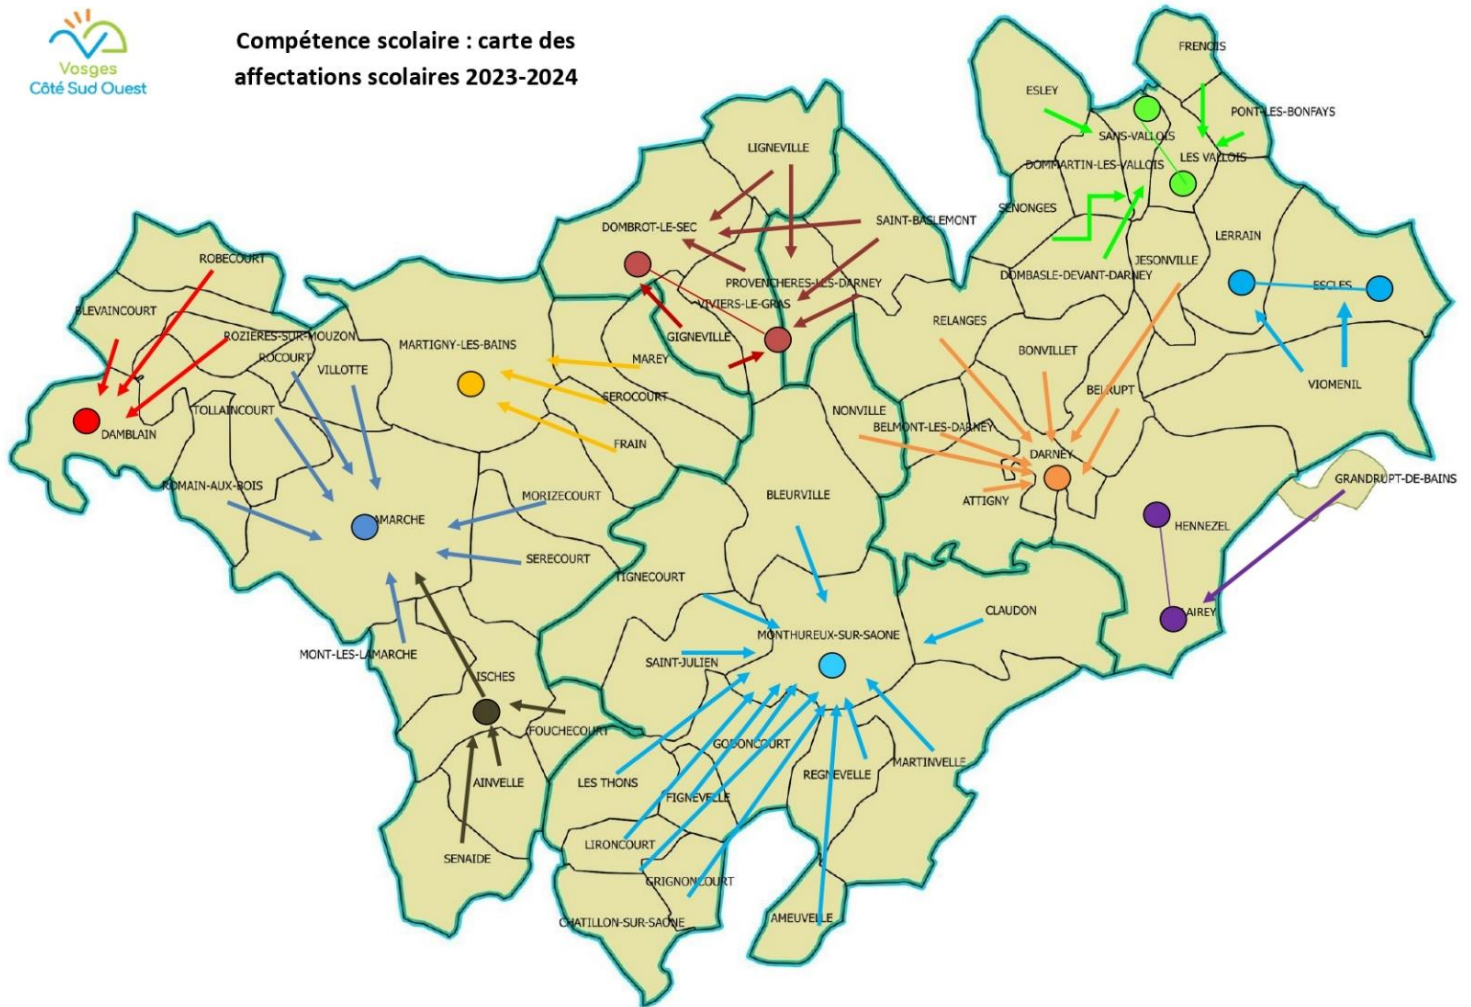 Vosges
Côté Sud Ouest
Compétence scolaire : carte des
affectations scolaires 2023-2024
FRENOIS
ESLEY
PONT-LES-BONFAYS
SANS-VALLOIS
LIGNEVILLE
LES VALLOIS
DOMMARTIN-LES-VALLOIS
SENONGES
SAINT-BASLEMONT
DOMBROT-LE-SEC
LERRAIN
ROBECOURT
JESONVILLE
DOMBASLE-DEVANT-DARNEY
PROVENCHERES-LES-DARNEY
ESCLES
VIVIERS-LE-GRAS
BLEVAINCOURT
RELANGES
ROZIERES-SUR-MOUZON
GIGNEVILLE
MARTIGNY-LES-BAINS
BONVILLET
ROCOURT
MAREY
VILLOTTE
VIOMENIL
BELRUPT
SEROCOURT
TOLLAINCOURT
NONVILLE
BELMONT-LES-DARNEY
DAMBLAIN
FRAIN
DARNEY
GRANDRUPT-DE-BAINS
ROMAIN-AUX-BOIS
MORIZECOURT
BLEURVILLE
ATTIGNY
AMARCHE
HENNEZEL
SERECOURT
TIGNECOURT
CLAUDON
AIREY
MONTHUREUX-SUR-SAONE
MONT-LES-LAMARCHE
SAINT-JULIEN
ISCHES
FOUCHECOURT
GODONCOURT
MARTINVELLE
REGNEVELLE
AINVELLE
LES THONS
FIGNEVELLE
LIRONCOURT
SENAIDE
GRIGNONCOURT
CHATILLON-SUR-SAONE
AMEUVELLE